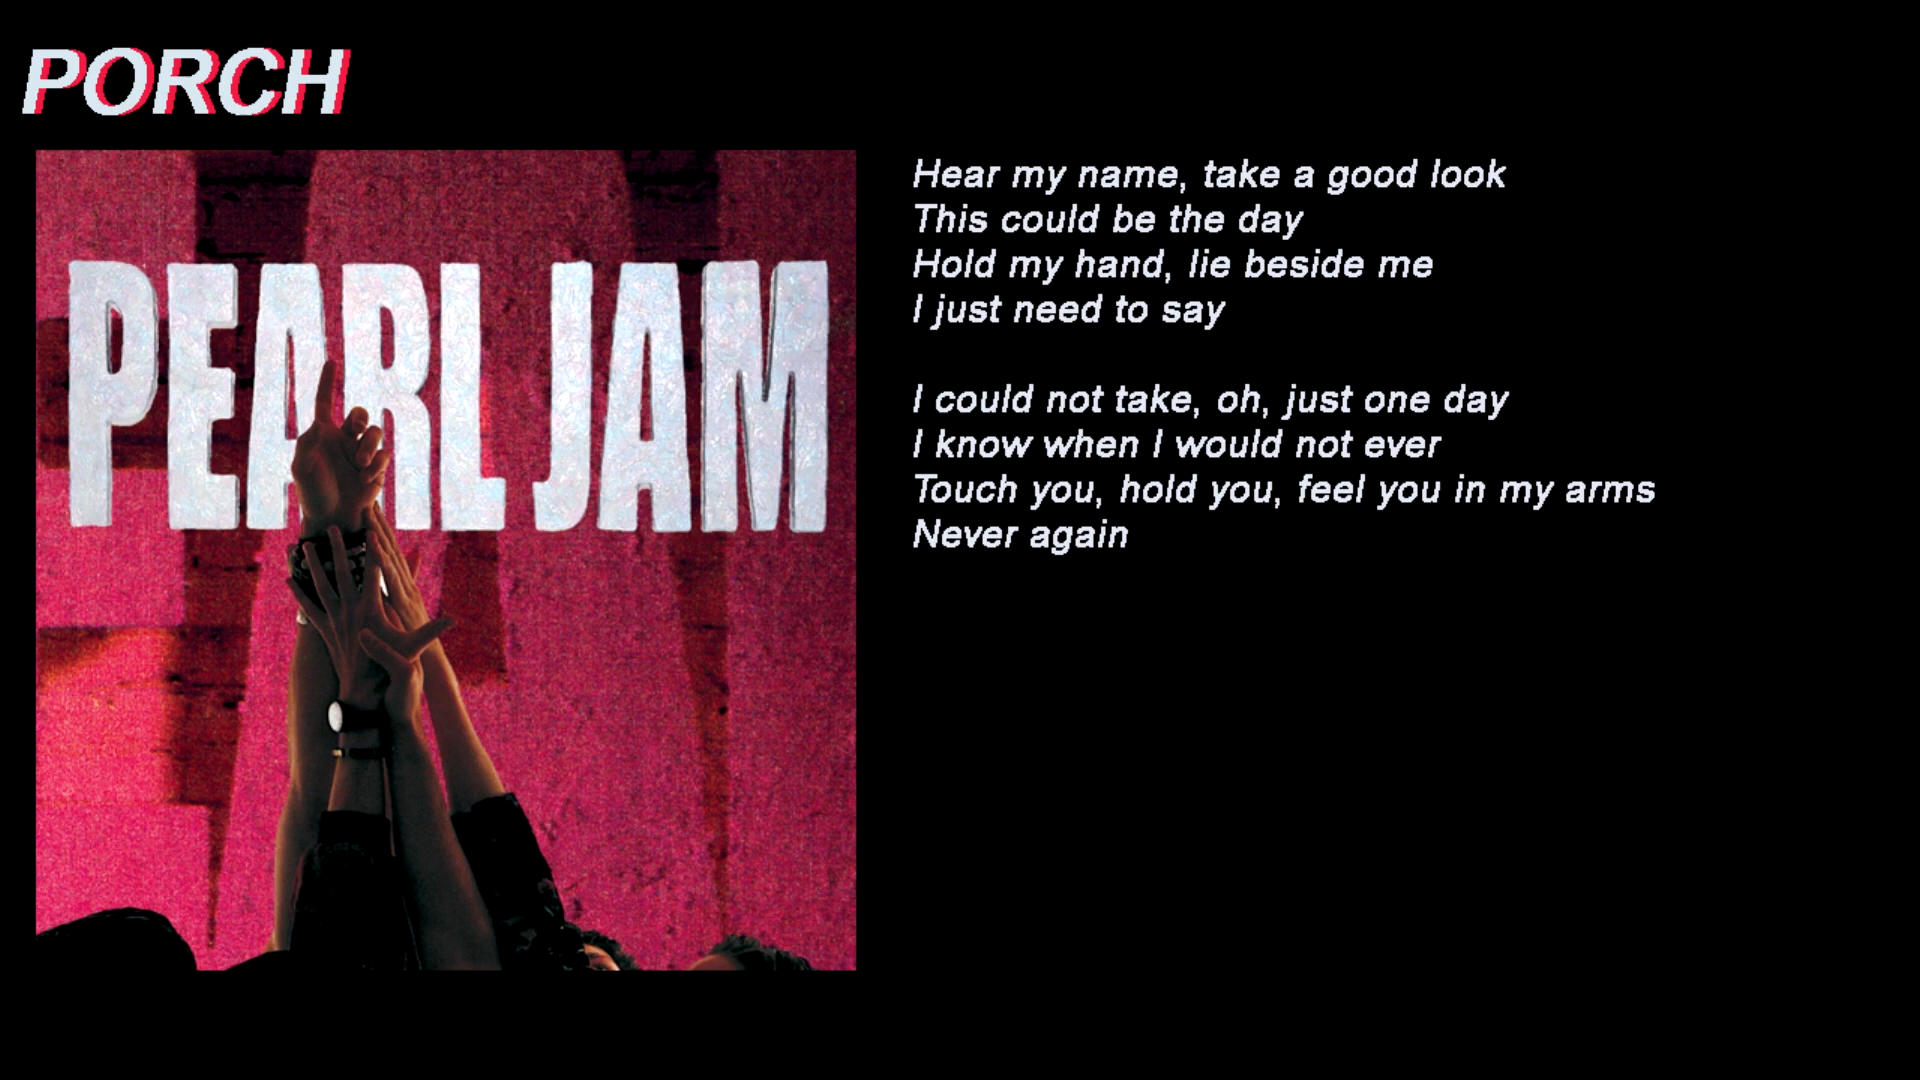 PORCH
PEARL JAM
Hear my name, take a good look
This could be the day
Hold my hand, lie beside me
I just need to say
I could not take, oh, just one day
I know when I would not ever
Touch you, hold you, feel you in my arms
Never again